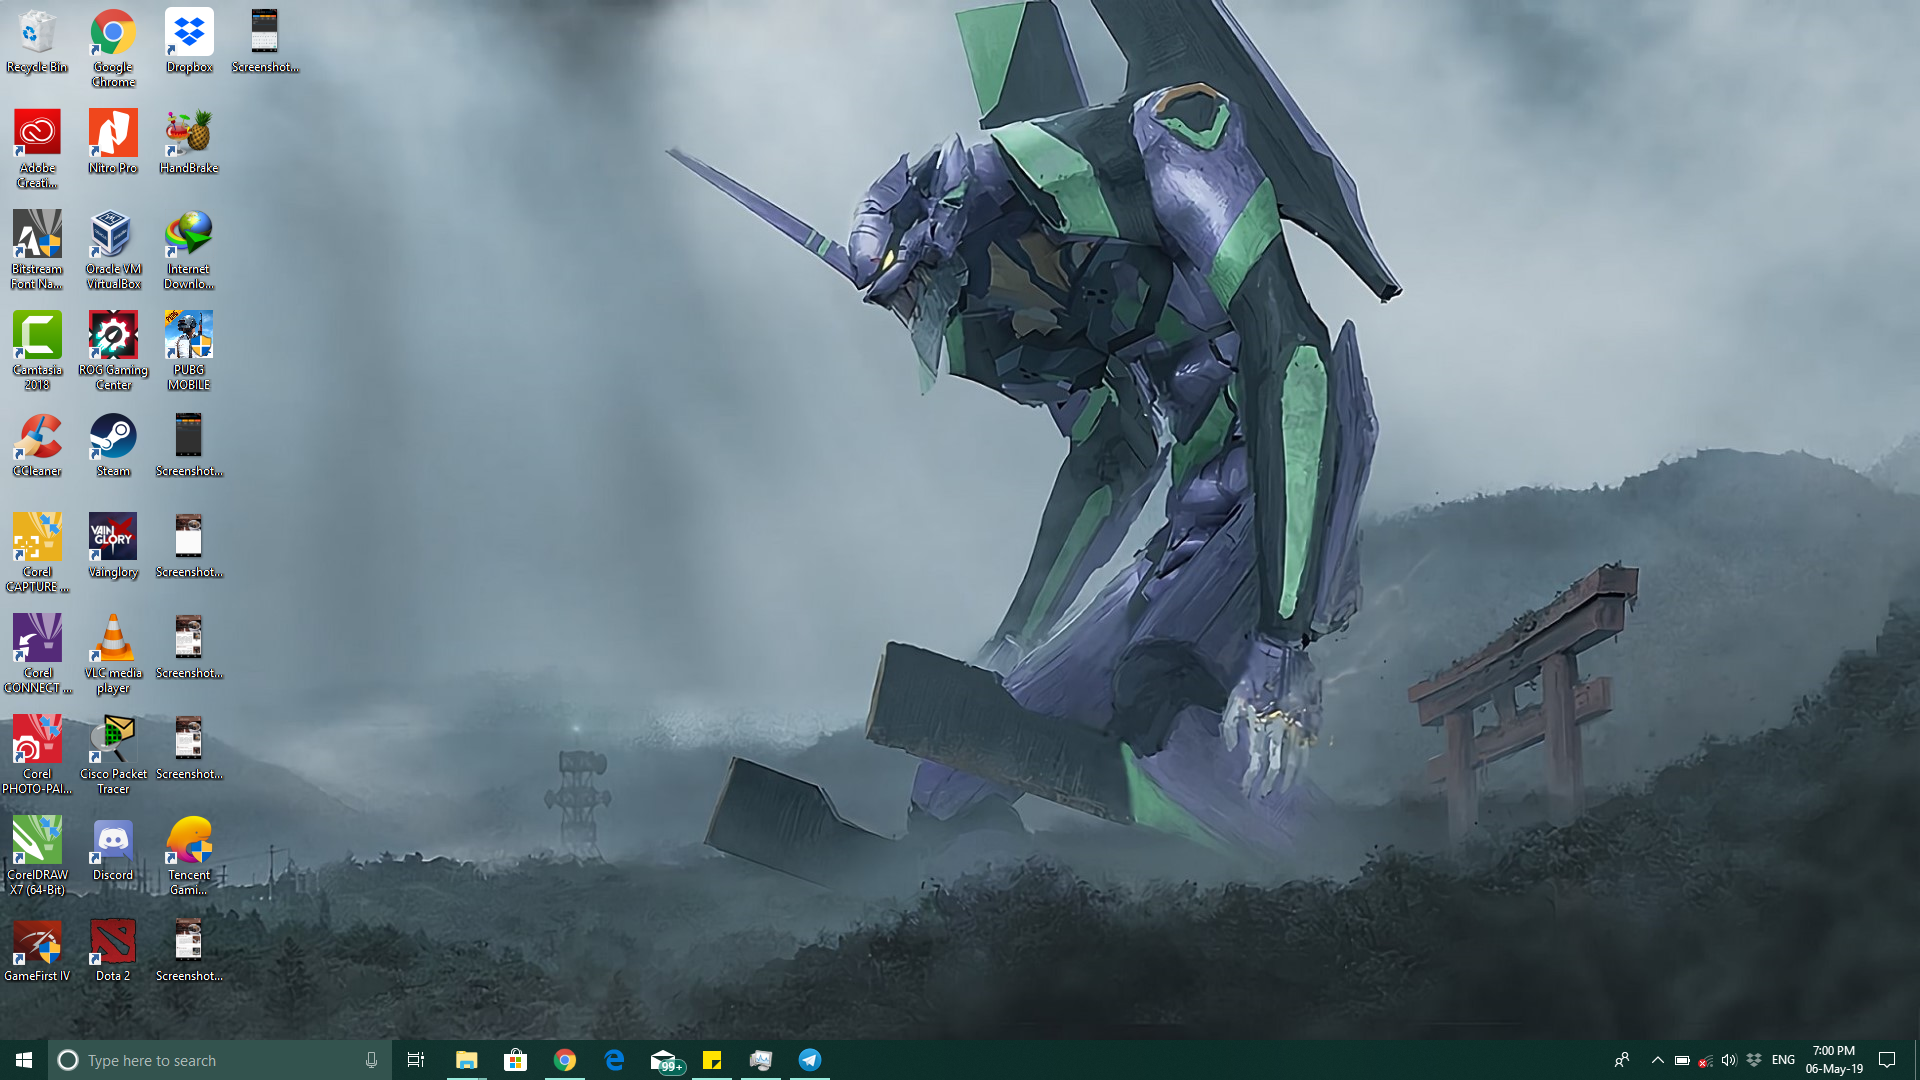 Recycle Bin
Google
Chrome
Dropbox
Screenshot...
Adobe
Creati...
Nitro Pro
HandBrake
Bitstream
Font Na...
Oracle VM
VirtualBox
Internet
Downlo...
Camtasia
2018
ROG Gaming
Center
PUBG
MOBILE
CCleaner
Steam
Screenshot...
Corel
CAPTURE ...
VAIN
GLORY
Vainglory
Screenshot...
Corel
CONNECT ...
VLC media
player
Screenshot...
Corel
PHOTO-PAI...
Cisco Packet
Tracer
Screenshot...
CorelDRAW
X7 (64-Bit)
Discord
Tencent
Gami...
GameFirst IV
Dota 2
Screenshot...
Type here to search
99+
ENG
7:00 PM
06-May-19